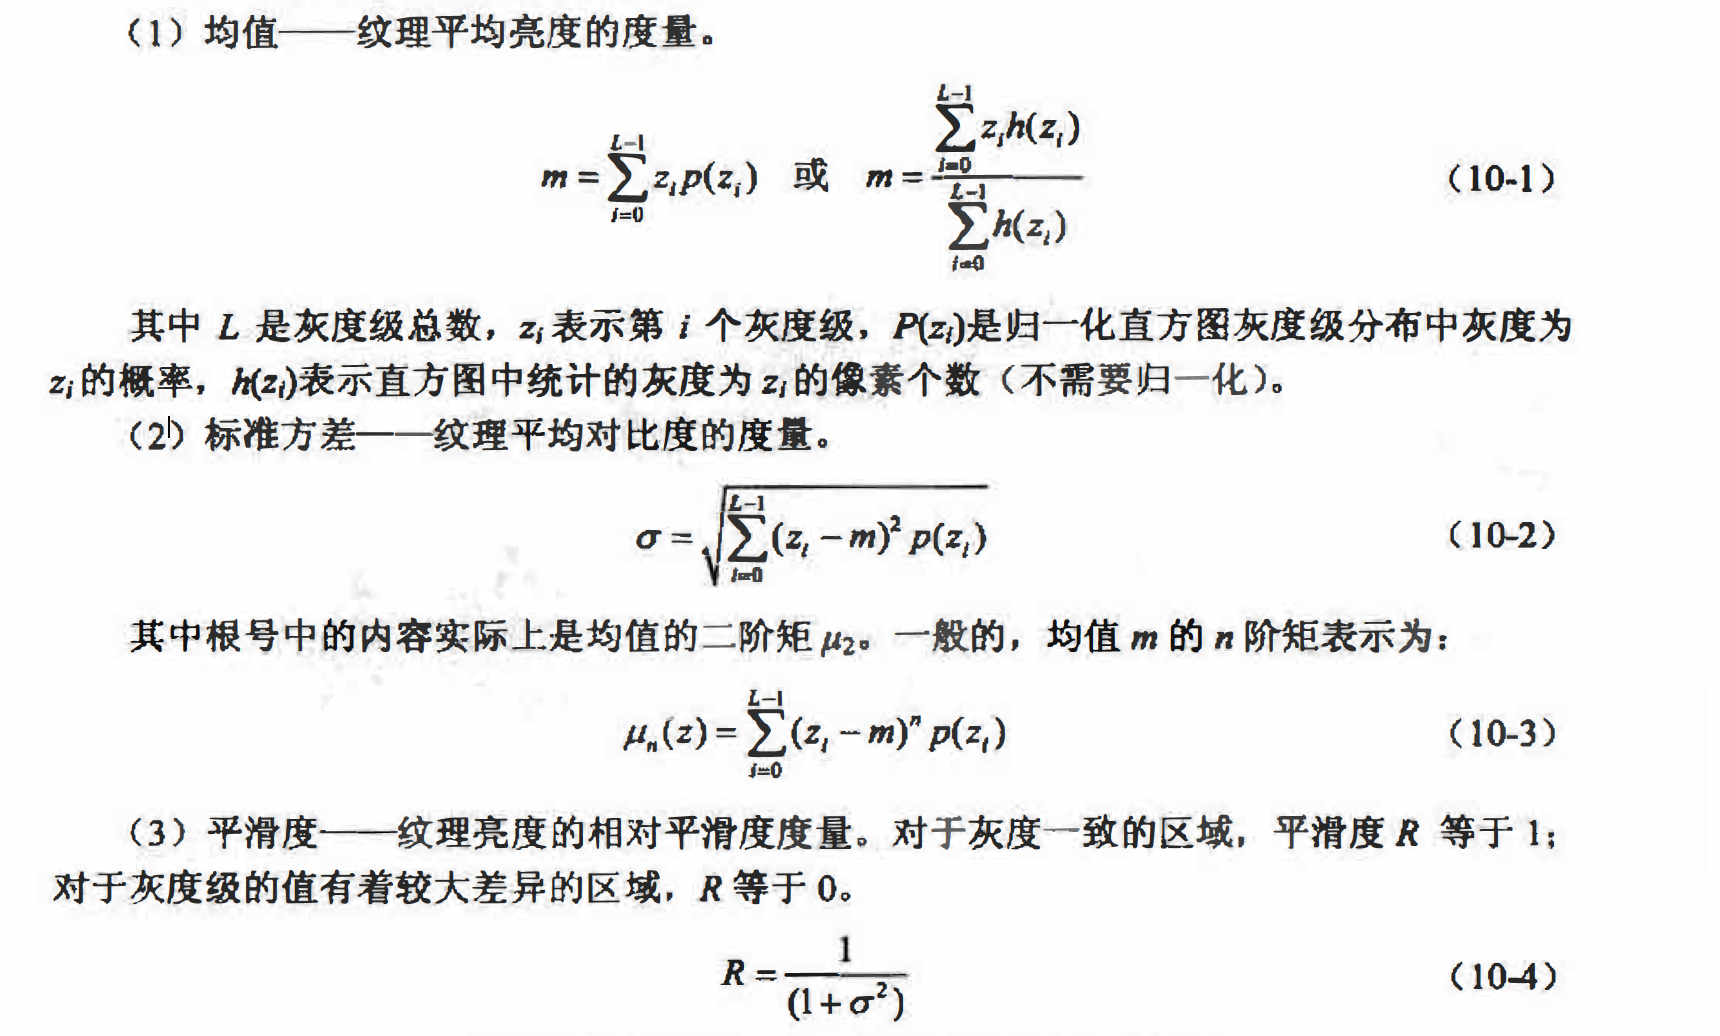 （1）均值——纹理平均亮度的度量。
m = \sum_{i=0}^{L-1} z_i p(z_i) 或 m = \frac{\sum_{i=0}^{L-1} z_i h(z_i)}{\sum_{i=0}^{L-1} h(z_i)} （10-1）
其中 L 是灰度级总数，z_i 表示第 i 个灰度级，P(z_i)是归一化直方图灰度级分布中灰度为
z_i 的概率，h(z_i)表示直方图中统计的灰度为 z_i 的像素个数（不需要归一化）。
（2）标准方差——纹理平均对比度的度量。
σ = \sqrt{\sum_{i=0}^{L-1} (z_i - m)^2 p(z_i)} （10-2）
其中根号中的内容实际上是均值的二阶矩 μ_2。一般的，均值 m 的 n 阶矩表示为：
μ_n(z) = \sum_{i=0}^{L-1} (z_i - m)^n p(z_i) （10-3）
（3）平滑度——纹理亮度的相对平滑度度量。对于灰度一致的区域，平滑度 R 等于 1；
对于灰度级的值有着较大差异的区域，R 等于 0。
R = \frac{1}{(1+σ^2)} （10-4）